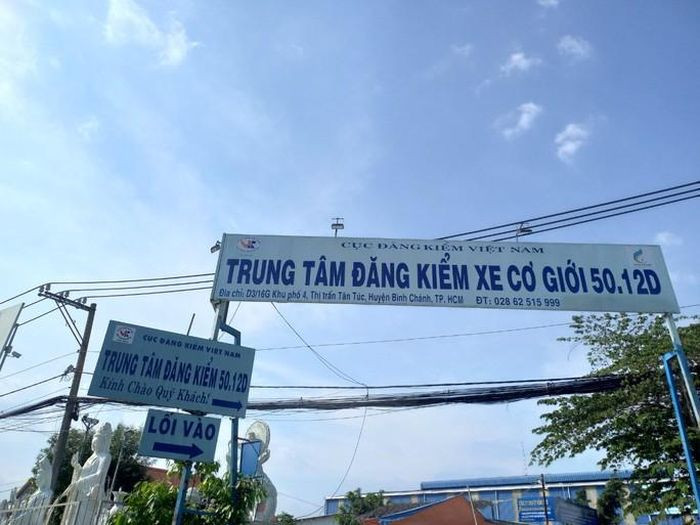 CỤC ĐĂNG KIỂM VIỆT NAM
TRUNG TÂM ĐĂNG KIỂM XE CƠ GIỚI 50.12D
Địa chỉ: D3/16G Khu phố 4, Thị trấn Tân Túc, Huyện Bình Chánh, TP. HCM ĐT: 028 62 515 999
CỤC ĐĂNG KIỂM VIỆT NAM
TRUNG TÂM ĐĂNG KIỂM 50.12D
Kính Chào Quý Khách!
LỐI VÀO